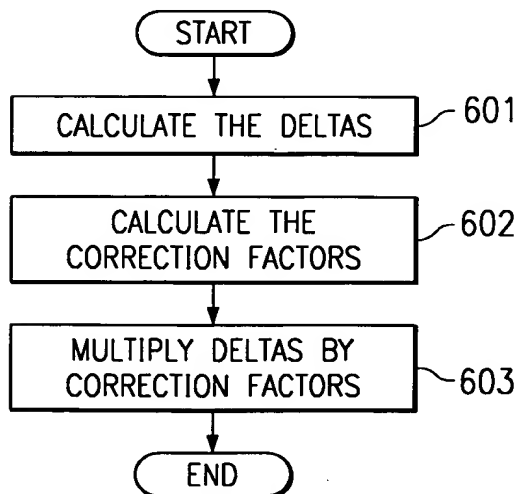 START
CALCULATE THE DELTAS
601
CALCULATE THE
CORRECTION FACTORS
602
MULTIPLY DELTAS BY
CORRECTION FACTORS
603
END